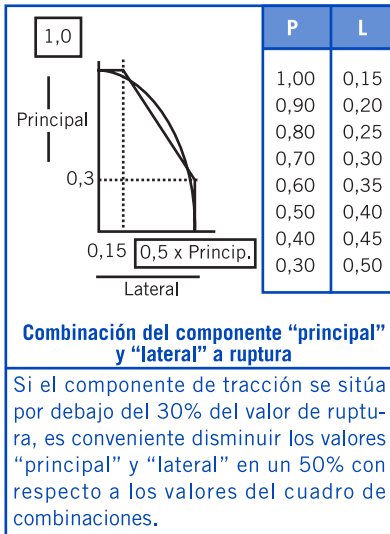 1,0
Principal
0,3
0,15
0,5 x Princip.
Lateral
P L
1,00 0,15
0,90 0,20
0,80 0,25
0,70 0,30
0,60 0,35
0,50 0,40
0,40 0,45
0,30 0,50
Combinación del componente “principal”
y “lateral” a ruptura
Si el componente de tracción se sitúa
por debajo del 30% del valor de ruptu-
ra, es conveniente disminuir los valores
“principal” y “lateral” en un 50% con
respecto a los valores del cuadro de
combinaciones.